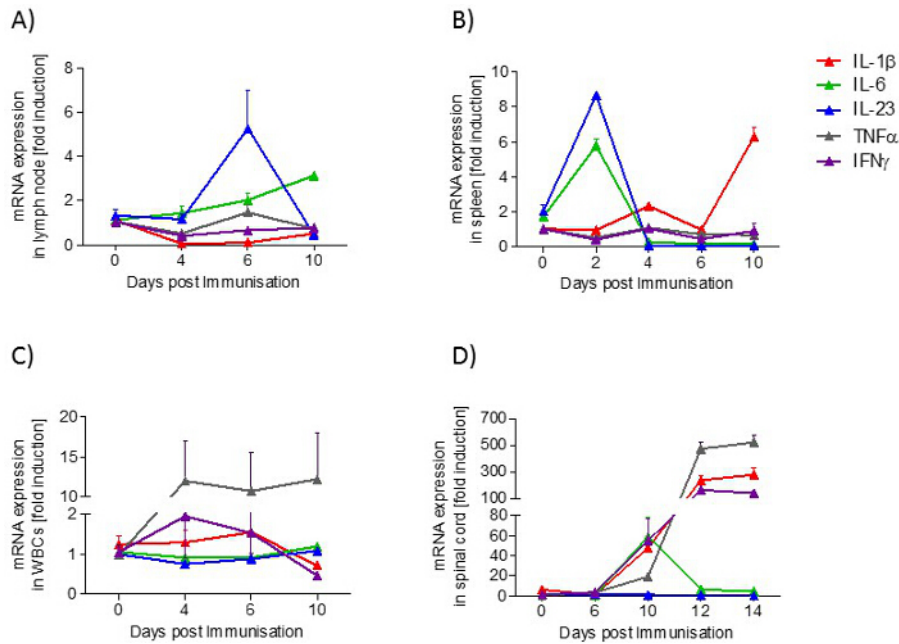 A)
mRNA expression
in lymph node [fold induction]
8
6
4
2
0
0 4 6 10
Days post Immunisation
B)
mRNA expression
in spleen [fold induction]
10
8
6
4
2
0
0 2 4 6 10
Days post Immunisation
IL-1β
IL-6
IL-23
TNFα
IFNγ
C)
mRNA expression
in WBCs [fold induction]
20
15
10
2
1
0
0 4 6 10
Days post Immunisation
D)
mRNA expression
in spinal cord [fold induction]
700
500
300
100
80
60
40
20
0
0 6 10 12 14
Days post Immunisation